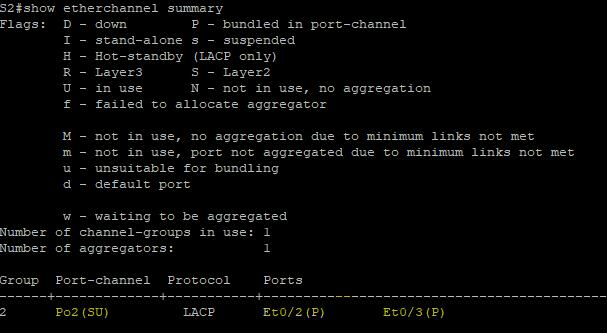 S2#show etherchannel summary
Flags:  D - down        P - bundled in port-channel
        I - stand-alone s - suspended
        H - Hot-standby (LACP only)
        R - Layer3      S - Layer2
        U - in use      N - not in use, no aggregation
        f - failed to allocate aggregator

        M - not in use, no aggregation due to minimum links not met
        m - not in use, port not aggregated due to minimum links not met
        u - unsuitable for bundling
        d - default port

        w - waiting to be aggregated
Number of channel-groups in use: 1
Number of aggregators:           1

Group  Port-channel  Protocol    Ports
------+-------------+-----------+-----------------------------------------------
2      Po2(SU)         LACP      Et0/2(P)       Et0/3(P)